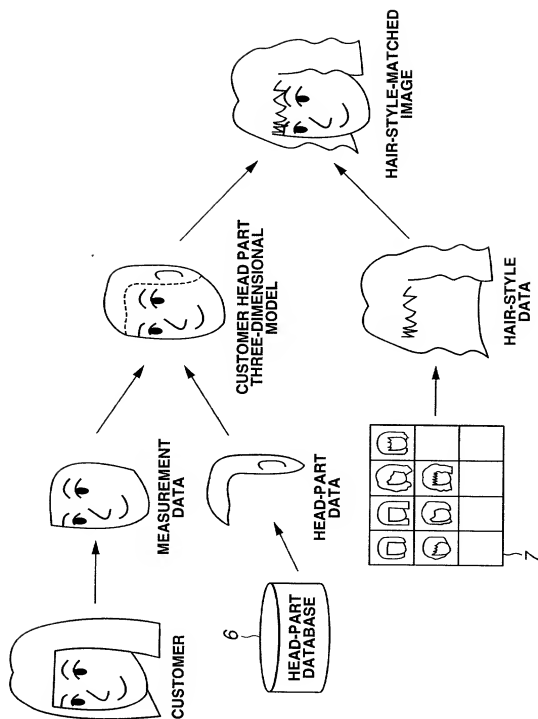 CUSTOMER
MEASUREMENT
DATA
HEAD-PART
DATABASE
6
HEAD-PART
DATA
CUSTOMER HEAD PART
THREE-DIMENSIONAL
MODEL
7
HAIR-STYLE
DATA
HAIR-STYLE-MATCHED
IMAGE